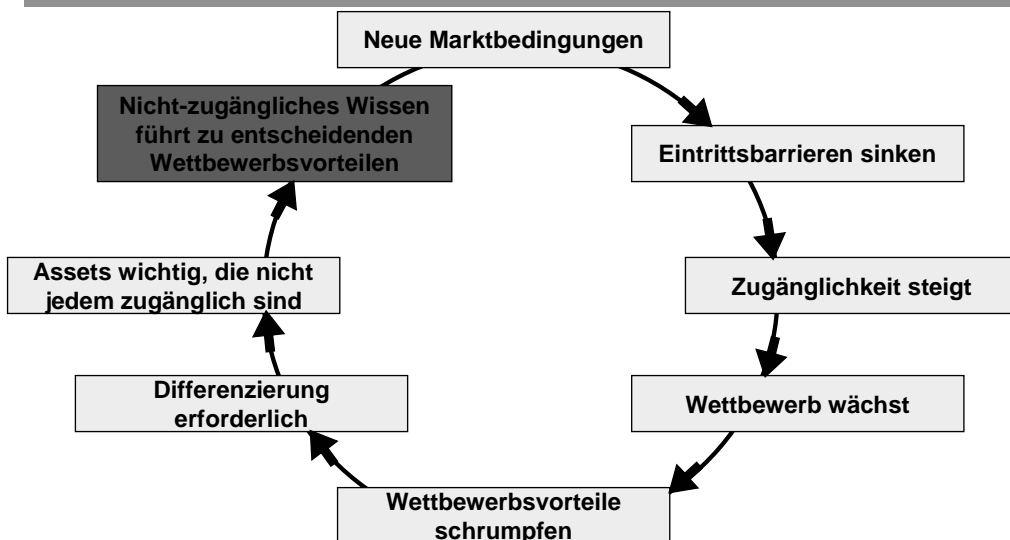 Neue Marktbedingungen
Eintrittsbarrieren sinken
Zugänglichkeit steigt
Wettbewerb wächst
Wettbewerbsvorteile
schrumpfen
Differenzierung
erforderlich
Assets wichtig, die nicht
jedem zugänglich sind
Nicht-zugängliches Wissen
führt zu entscheidenden
Wettbewerbsvorteilen